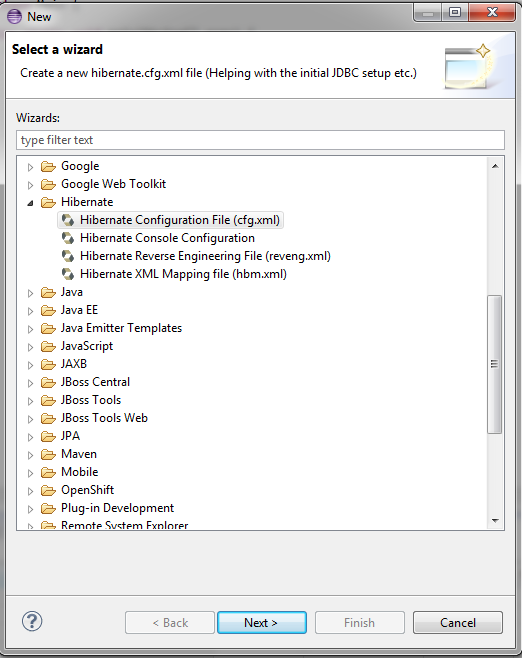 New
Select a wizard
Create a new hibernate.cfg.xml file (Helping with the initial JDBC setup etc.)
Wizards:
type filter text
Google
Google Web Toolkit
Hibernate
Hibernate Configuration File (cfg.xml)
Hibernate Console Configuration
Hibernate Reverse Engineering File (reveng.xml)
Hibernate XML Mapping file (hbm.xml)
Java
Java EE
Java Emitter Templates
JavaScript
JAXB
JBoss Central
JBoss Tools
JBoss Tools Web
JPA
Maven
Mobile
OpenShift
Plug-in Development
Remote System Explorer
? < Back Next > Finish Cancel